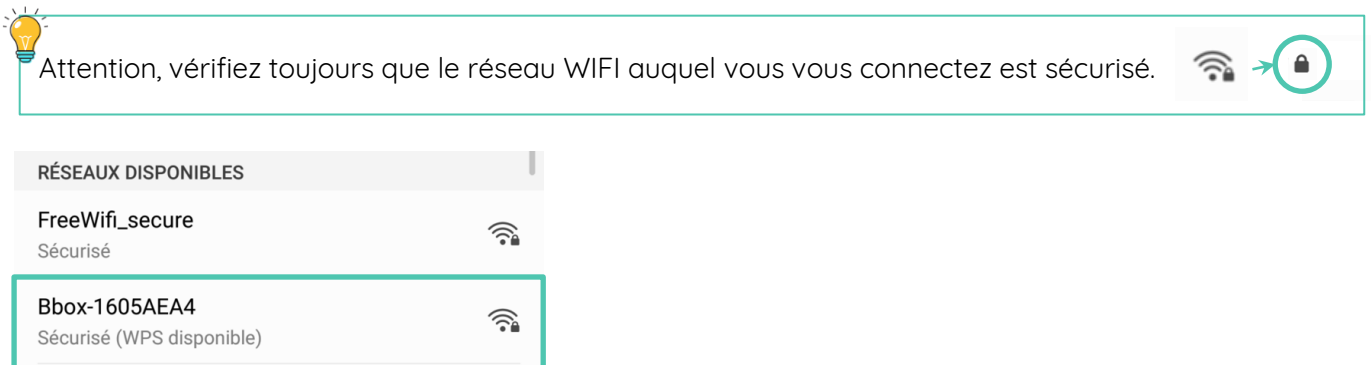 Attention, vérifiez toujours que le réseau WIFI auquel vous vous connectez est sécurisé.
RÉSEAUX DISPONIBLES
FreeWifi_secure
Sécurisé
Bbox-1605AEA4
Sécurisé (WPS disponible)